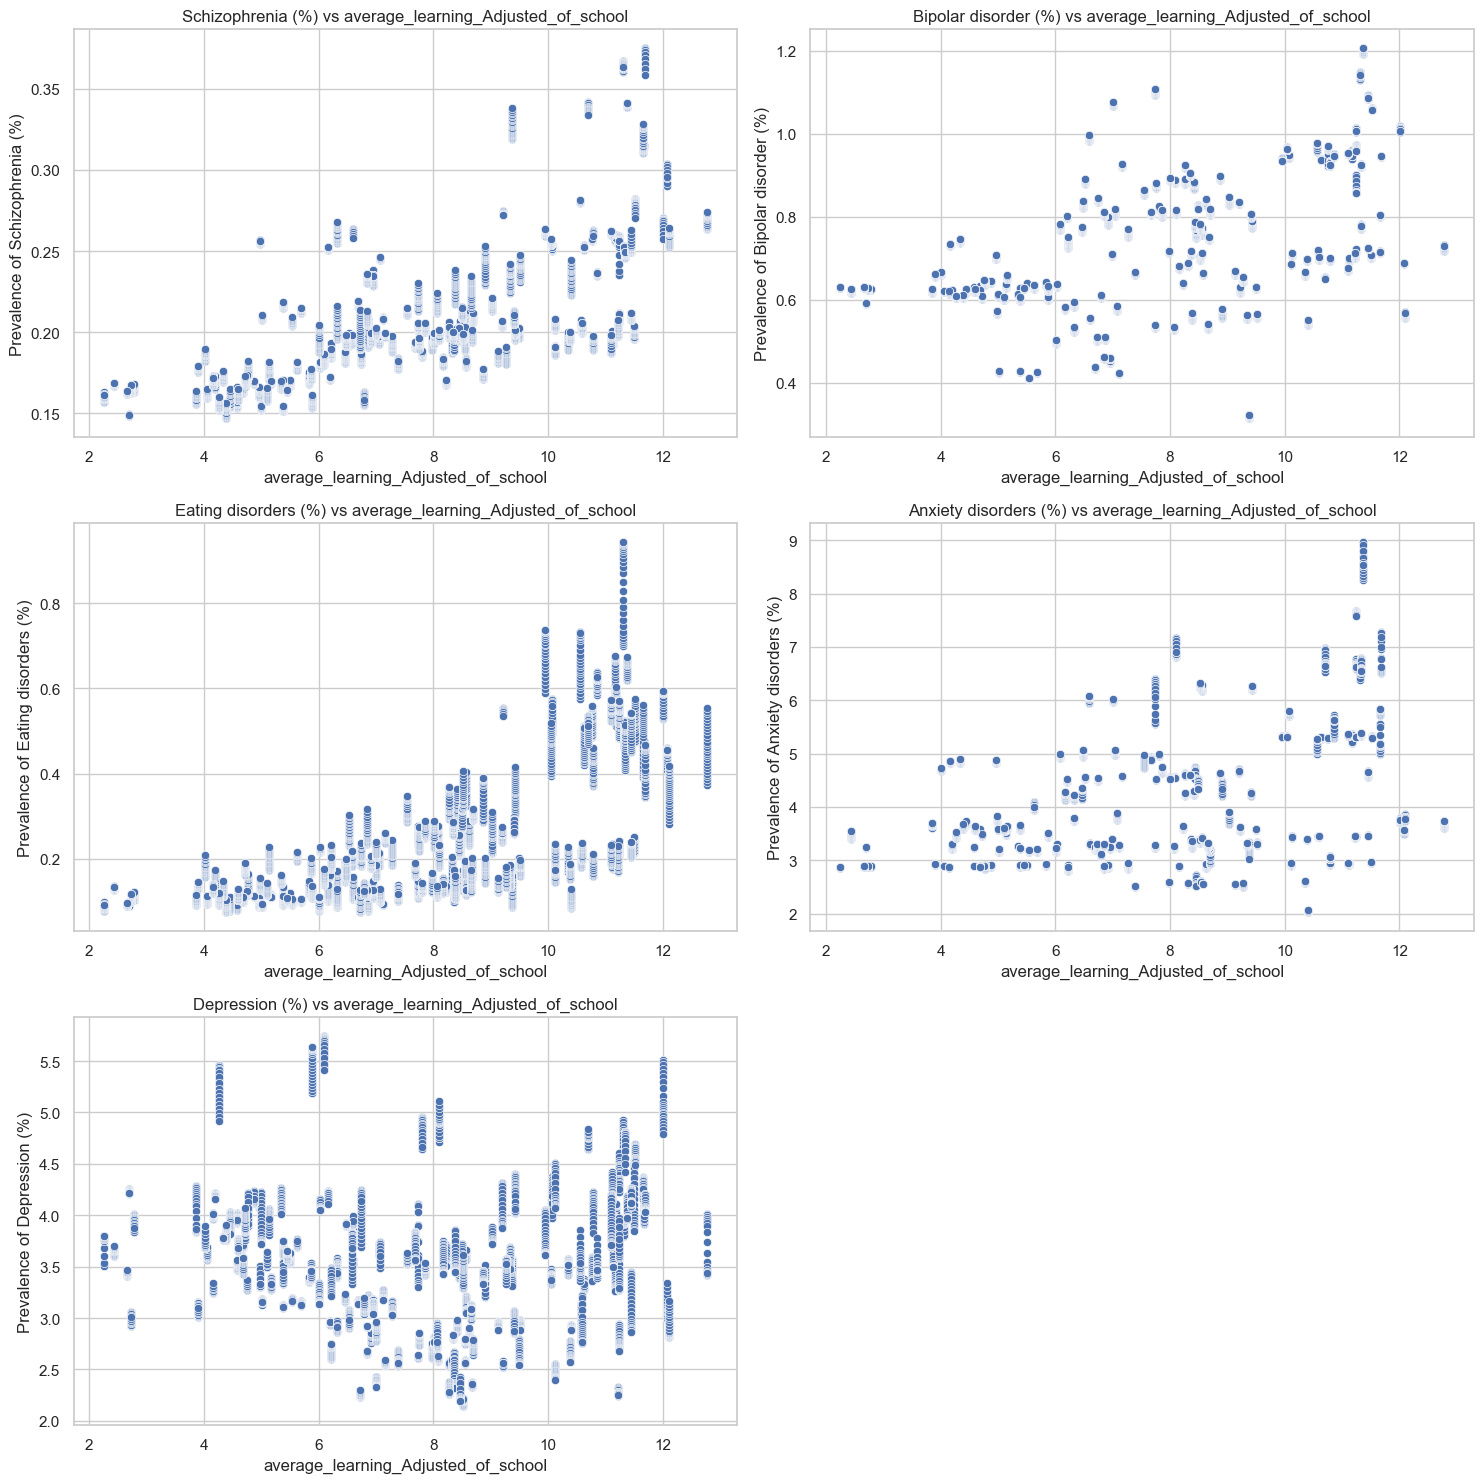 Schizophrenia (%) vs average_learning_Adjusted_of_school
Prevalence of Schizophrenia (%)
0.35
0.30
0.25
0.20
0.15
2 4 6 8 10 12
average_learning_Adjusted_of_school
Bipolar disorder (%) vs average_learning_Adjusted_of_school
Prevalence of Bipolar disorder (%)
1.2
1.0
0.8
0.6
0.4
2 4 6 8 10 12
average_learning_Adjusted_of_school
Eating disorders (%) vs average_learning_Adjusted_of_school
Prevalence of Eating disorders (%)
0.8
0.6
0.4
0.2
2 4 6 8 10 12
average_learning_Adjusted_of_school
Anxiety disorders (%) vs average_learning_Adjusted_of_school
Prevalence of Anxiety disorders (%)
9
8
7
6
5
4
3
2
2 4 6 8 10 12
average_learning_Adjusted_of_school
Depression (%) vs average_learning_Adjusted_of_school
Prevalence of Depression (%)
5.5
5.0
4.5
4.0
3.5
3.0
2.5
2.0
2 4 6 8 10 12
average_learning_Adjusted_of_school